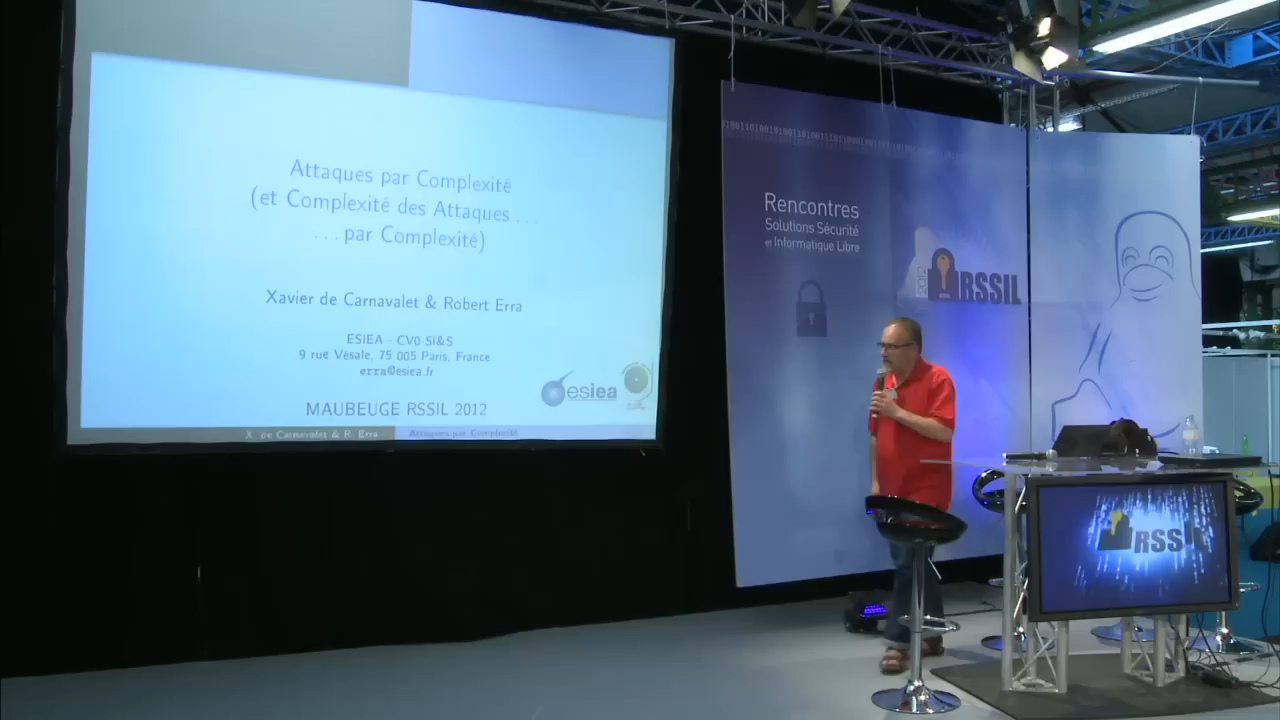 Attaques par Complexité
(et Complexité des Attaques ...
... par Complexité)
Xavier de Carnavalet & Robert Erra
ESIEA - CV0-SI&S
9 rue Vésale, 75 005 Paris, France
erra@esiea.fr
esiea
MAUBEUGE RSSIL 2012
X. de Carnavalet & R. Erra
Attaques par Complexité
Rencontres
Solutions Sécurité
et Informatique Libre
RSSIL
RSSIL